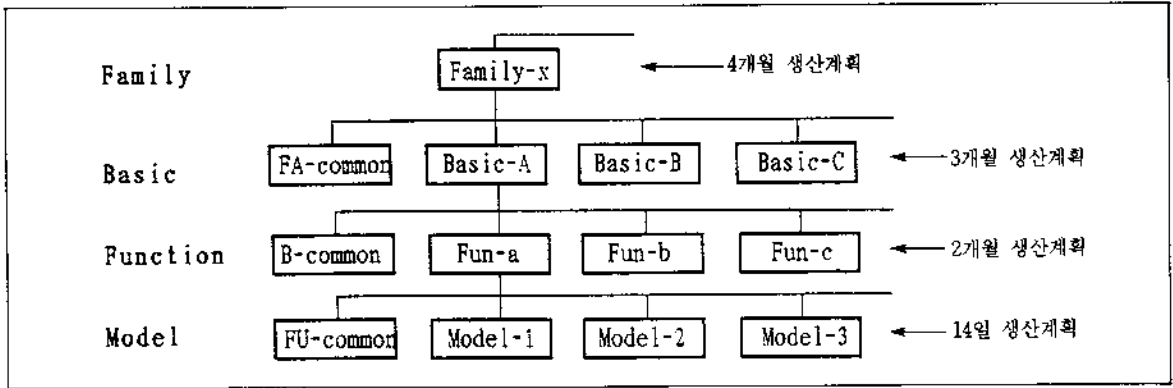 Family Family-x 4개월 생산계획
Basic FA-common Basic-A Basic-B Basic-C 3개월 생산계획
Function B-common Fun-a Fun-b Fun-c 2개월 생산계획
Model FU-common Model-1 Model-2 Model-3 14일 생산계획